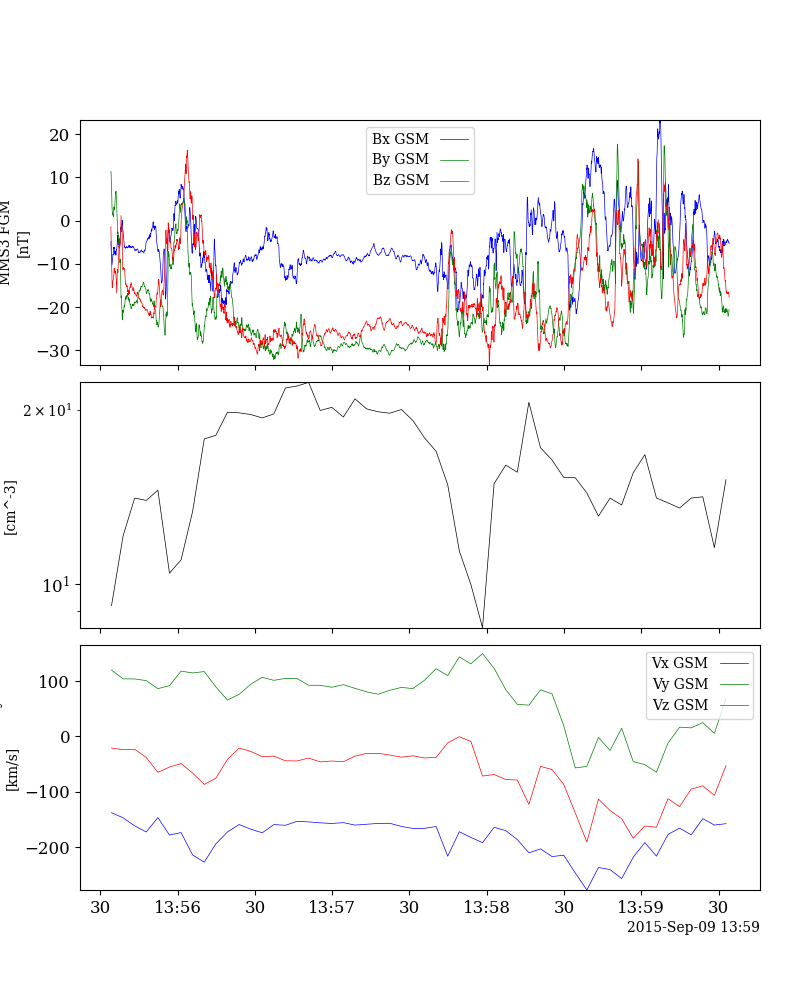 20
10
0
−10
−20
−30
MMS3 FGM
[nT]
Bx GSM
By GSM
Bz GSM
2×10¹
10¹
[cm^-3]
100
0
−100
−200
[km/s]
Vx GSM
Vy GSM
Vz GSM
30 13:56 30 13:57 30 13:58 30 13:59 30
2015-Sep-09 13:59